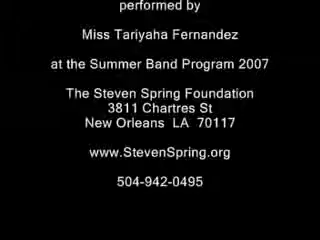 performed by
Miss Tariyaha Fernandez
at the Summer Band Program 2007
The Steven Spring Foundation
3811 Chartres St
New Orleans  LA  70117
www.StevenSpring.org
504-942-0495